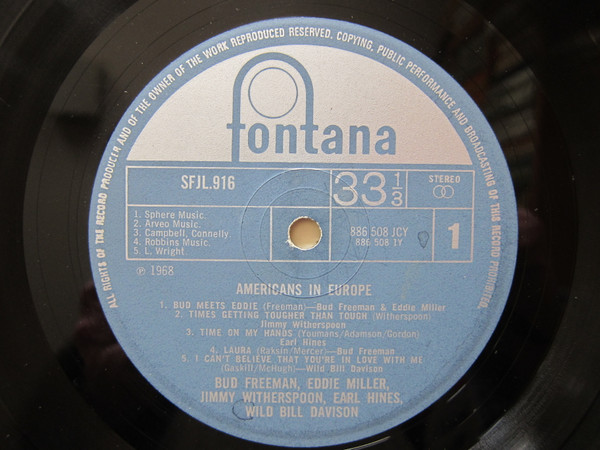 ALL RIGHTS OF THE RECORD PRODUCER AND OF THE OWNER OF THE WORK REPRODUCED RESERVED. COPYING, PUBLIC PERFORMANCE AND BROADCASTING OF THIS RECORD PROHIBITED.
fontana
SFJL.916
33 1/3
STEREO
1. Sphere Music.
2. Arveo Music.
3. Campbell, Connelly
4. Robbins Music.
5. L. Wright
886 508 JCY
886 508 1Y
1
℗ 1968
AMERICANS IN EUROPE
1. BUD MEETS EDDIE (Freeman)—Bud Freeman & Eddie Miller
2. TIMES GETTING TOUGHER THAN TOUGH (Witherspoon)
Jimmy Witherspoon
3. TIME ON MY HANDS (Youmans/Adamson/Gordon)
Earl Hines
4. LAURA (Raksin/Mercer)—Bud Freeman
5. I CAN'T BELIEVE THAT YOU'RE IN LOVE WITH ME
(Gaskill/McHugh)—Wild Bill Davison
BUD FREEMAN, EDDIE MILLER,
JIMMY WITHERSPOON, EARL HINES,
WILD BILL DAVISON